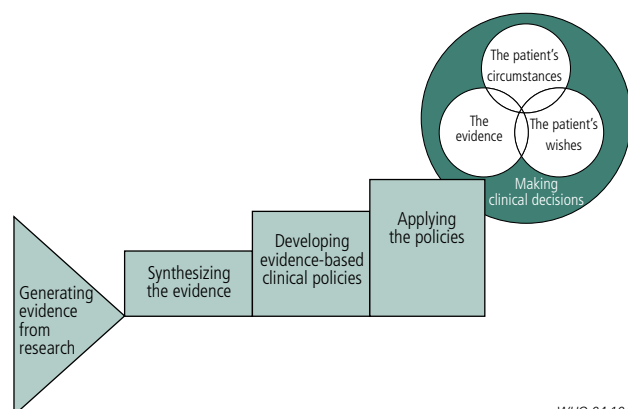 The patient's
circumstances
The
evidence
The patient's
wishes
Making
clinical decisions
Applying
the policies
Developing
evidence-based
clinical policies
Synthesizing
the evidence
Generating
evidence
from
research